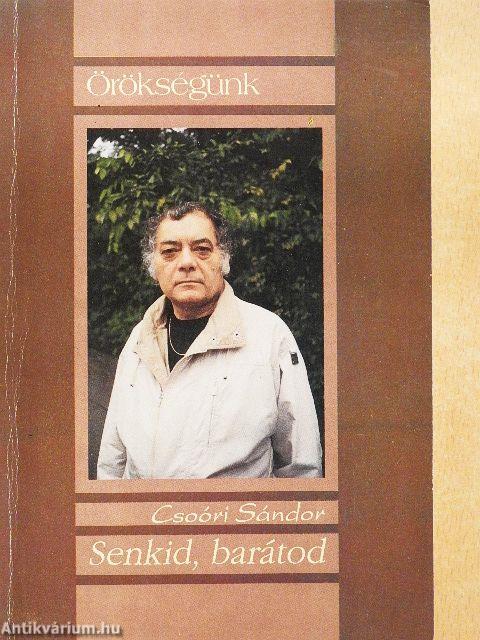 Örökségünk
Csoóri Sándor
Senkid, barátod
Antikvárium.hu